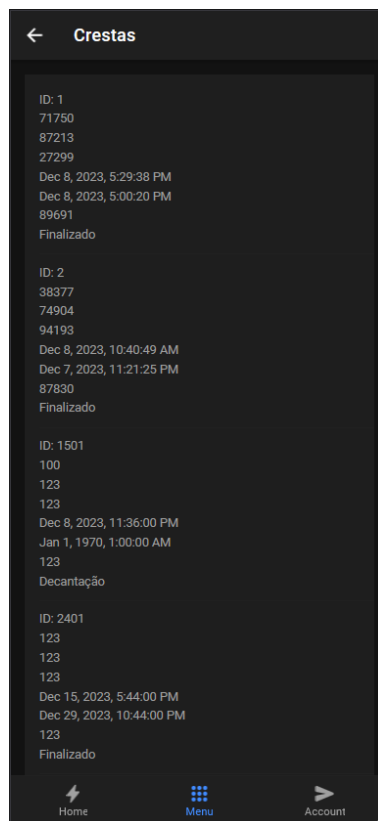 Crestas
ID: 1
71750
87213
27299
Dec 8, 2023, 5:29:38 PM
Dec 8, 2023, 5:00:20 PM
89691
Finalizado
ID: 2
38377
74904
94193
Dec 8, 2023, 10:40:49 AM
Dec 7, 2023, 11:21:25 PM
87830
Finalizado
ID: 1501
100
123
123
Dec 8, 2023, 11:36:00 PM
Jan 1, 1970, 1:00:00 AM
123
Decantação
ID: 2401
123
123
123
Dec 15, 2023, 5:44:00 PM
Dec 29, 2023, 10:44:00 PM
123
Finalizado
Home Menu Account